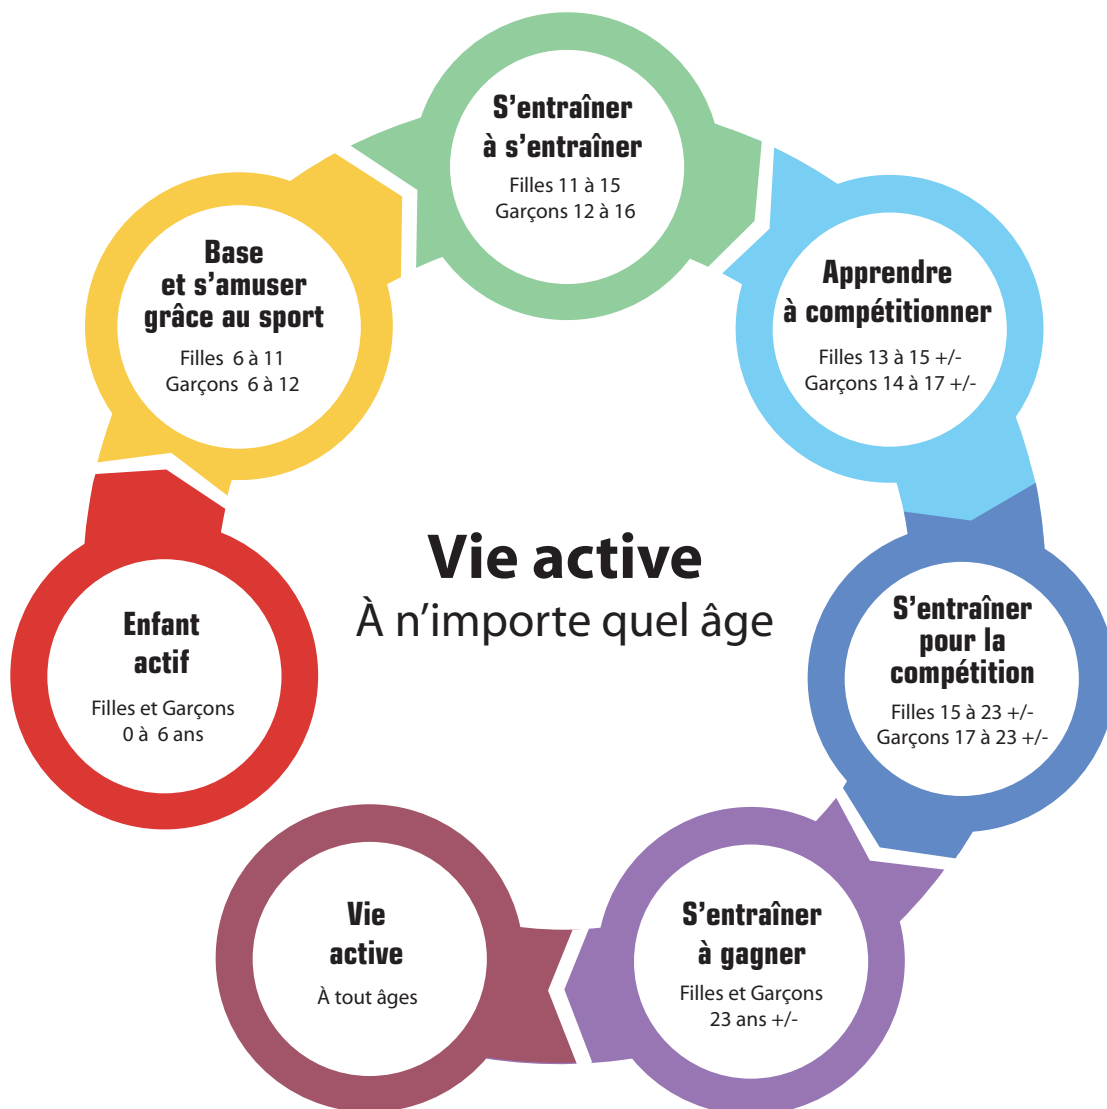 S'entraîner
à s'entraîner
Filles 11 à 15
Garçons 12 à 16
Base
et s'amuser
grâce au sport
Filles 6 à 11
Garçons 6 à 12
Apprendre
à compétitionner
Filles 13 à 15 +/-
Garçons 14 à 17 +/-
Vie active
À n'importe quel âge
Enfant
actif
Filles et Garçons
0 à 6 ans
S'entraîner
pour la
compétition
Filles 15 à 23 +/-
Garçons 17 à 23 +/-
Vie
active
À tout âges
S'entraîner
à gagner
Filles et Garçons
23 ans +/-